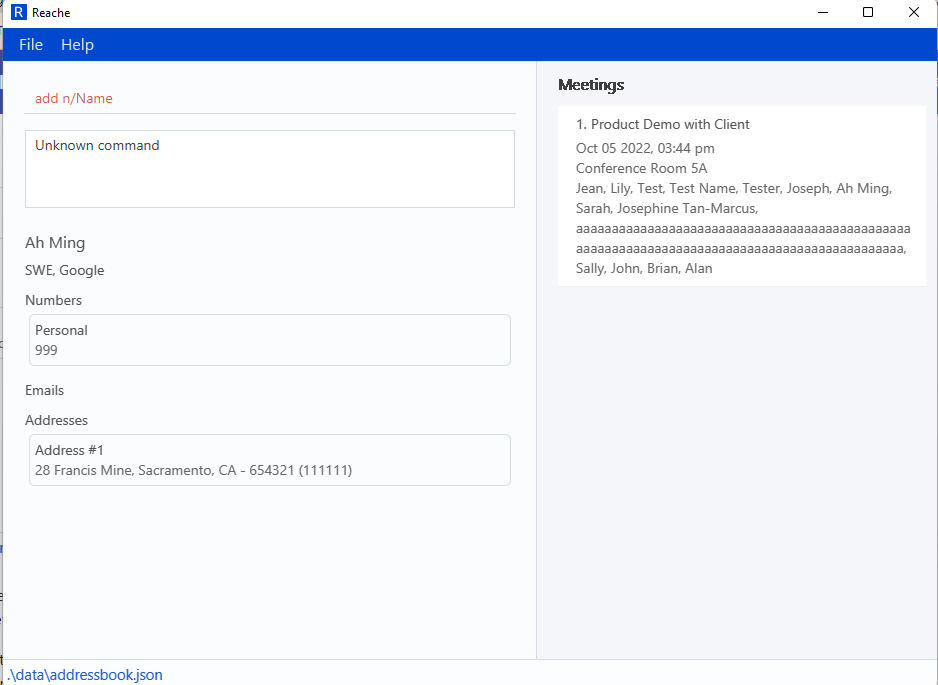 R Reache
File Help
add n/Name
Unknown command
Ah Ming
SWE, Google
Numbers
Personal
999
Emails
Addresses
Address #1
28 Francis Mine, Sacramento, CA - 654321 (111111)
Meetings
1. Product Demo with Client
Oct 05 2022, 03:44 pm
Conference Room 5A
Jean, Lily, Test, Test Name, Tester, Joseph, Ah Ming,
Sarah, Josephine Tan-Marcus,
aaaaaaaaaaaaaaaaaaaaaaaaaaaaaaaaaaaaaaaaaaaaaaa
aaaaaaaaaaaaaaaaaaaaaaaaaaaaaaaaaaaaaaaaaaaaaa,
Sally, John, Brian, Alan
.\data\addressbook.json